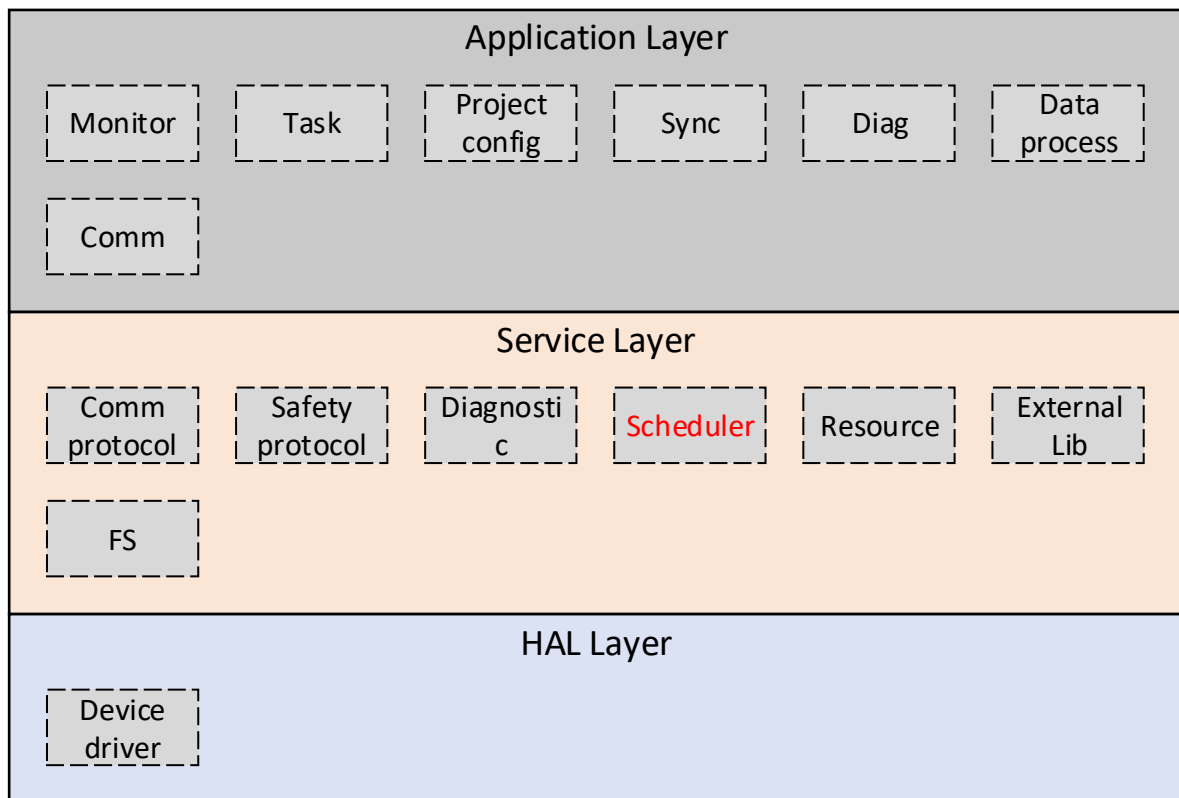 Application Layer
Monitor
Task
Project
config
Sync
Diag
Data
process
Comm
Service Layer
Comm
protocol
Safety
protocol
Diagnosti
c
Scheduler
Resource
External
Lib
FS
HAL Layer
Device
driver